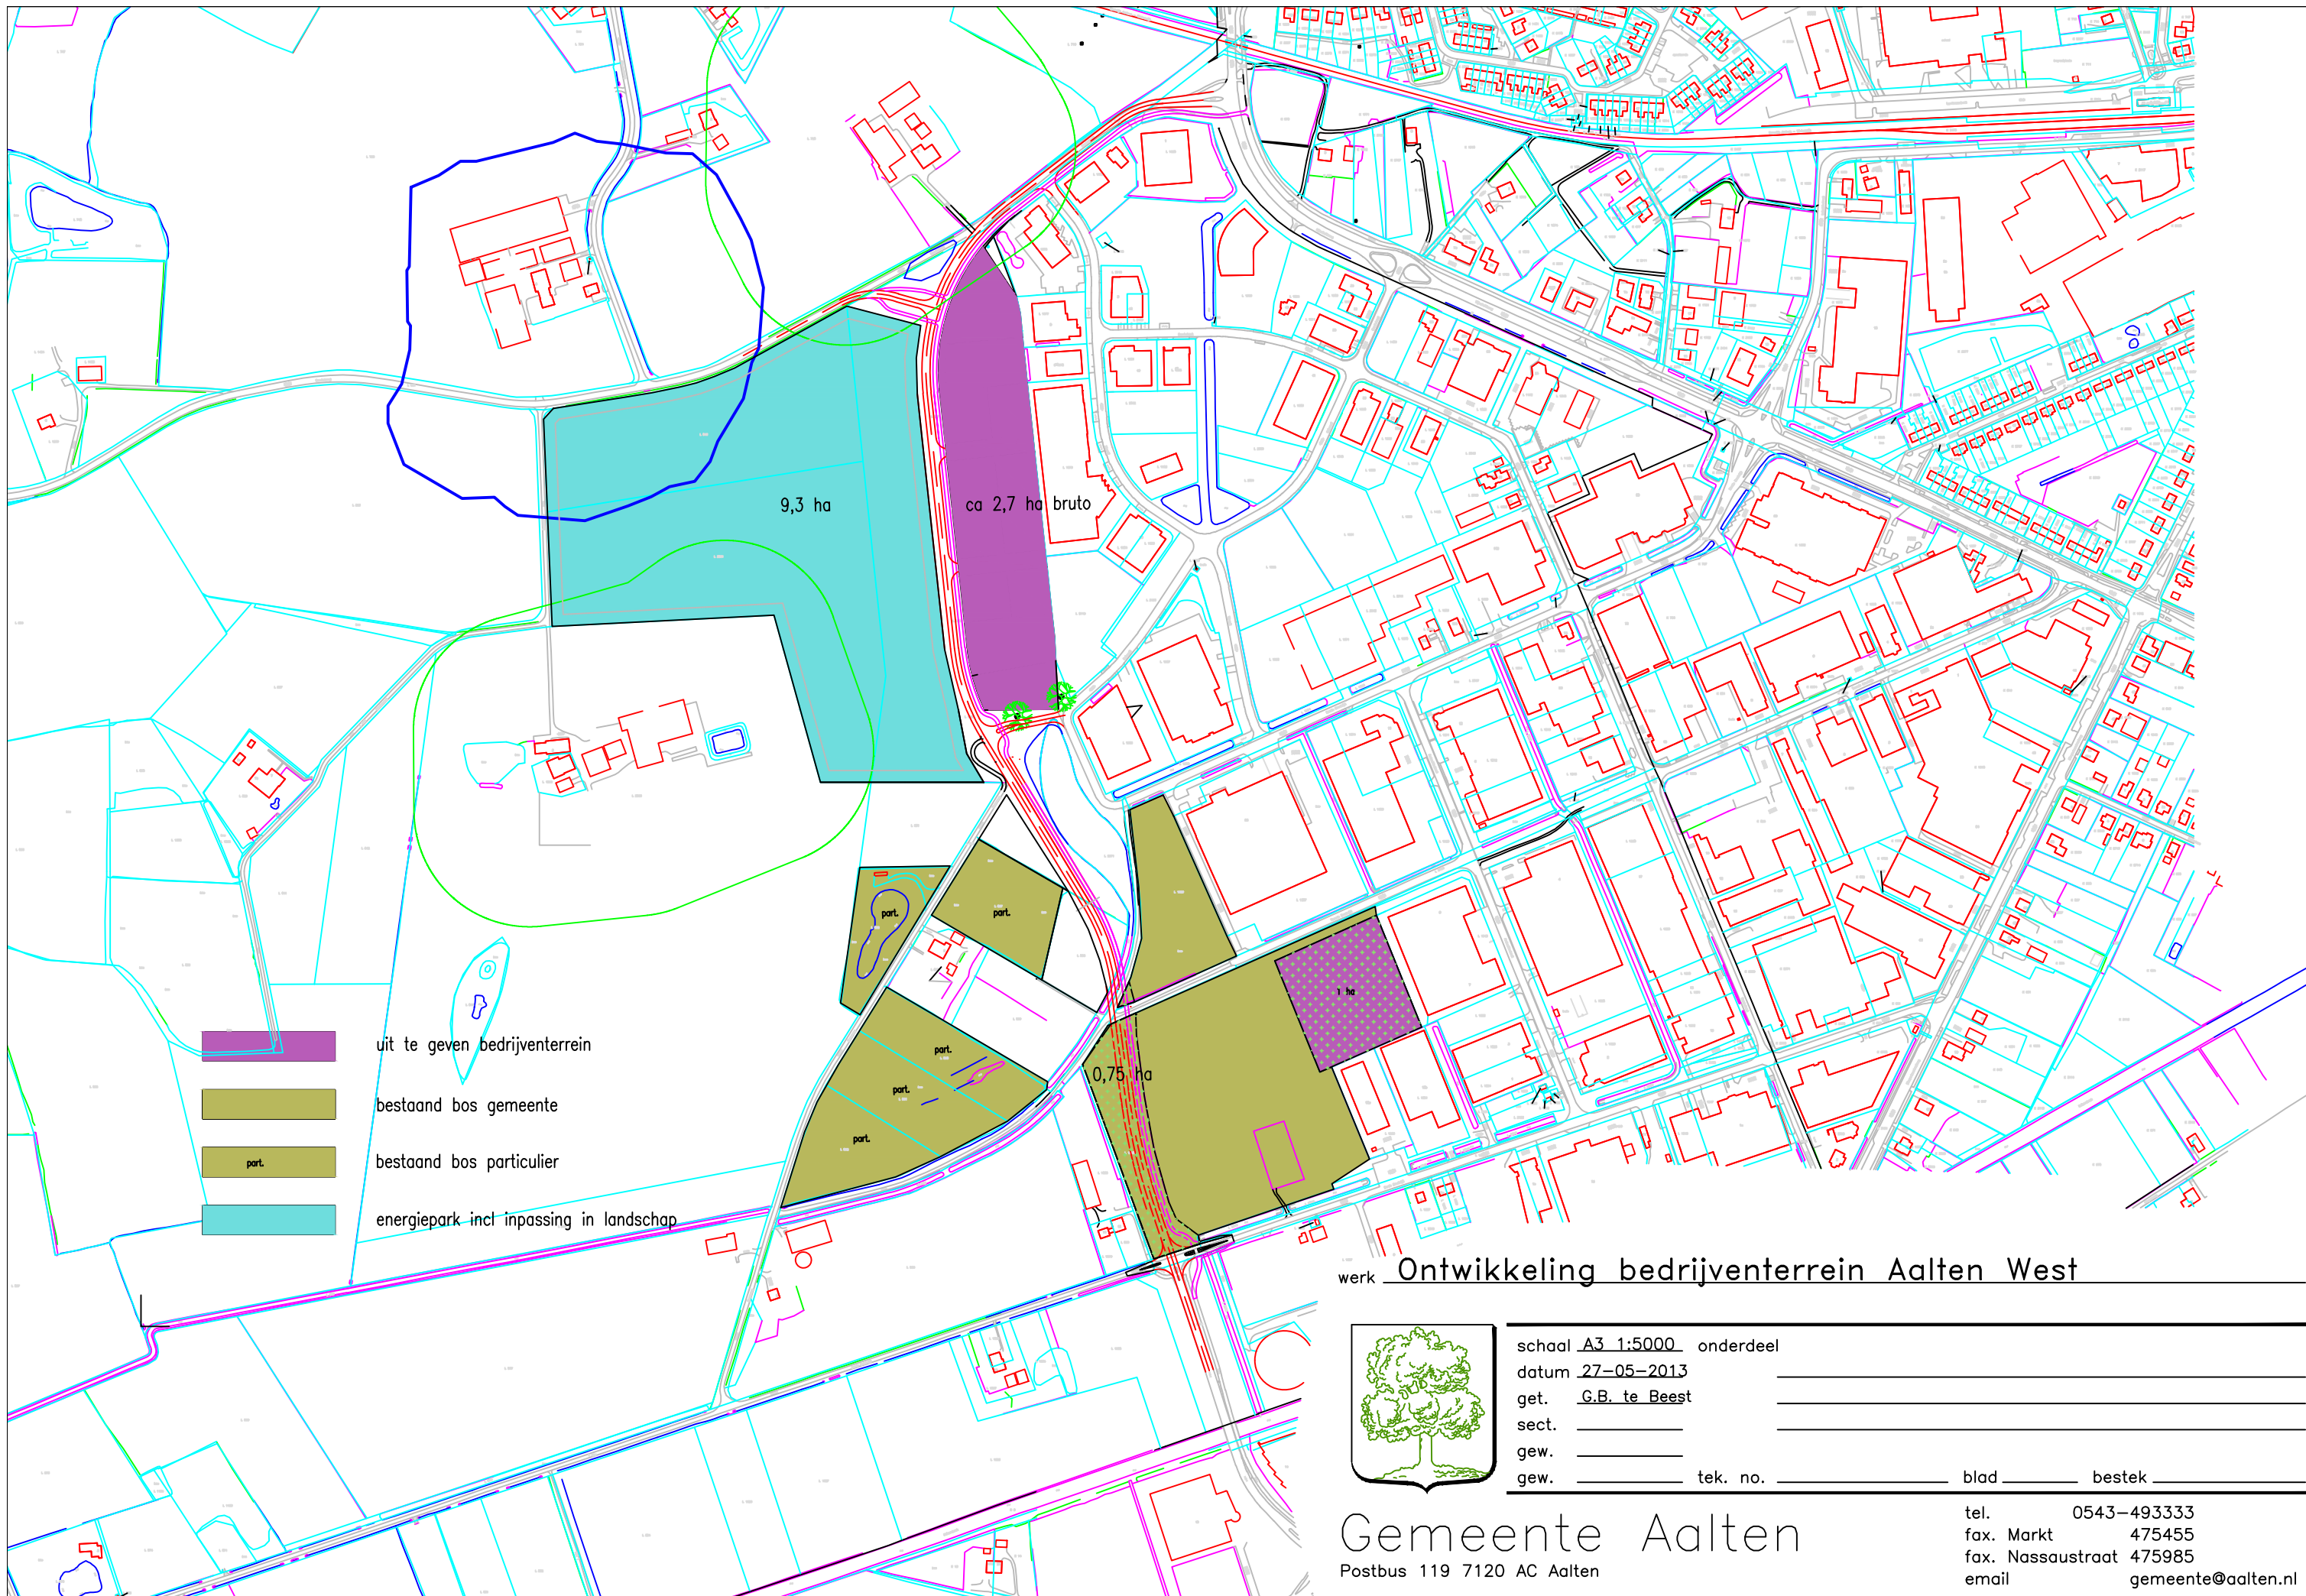 9,3 ha
ca 2,7 ha bruto
part.
part.
1 ha
part.
0,75 ha
part.
part.
uit te geven bedrijventerrein
bestaand bos gemeente
part.
bestaand bos particulier
energiepark incl inpassing in landschap
werk Ontwikkeling bedrijventerrein Aalten West
schaal A3 1:5000 onderdeel
datum 27-05-2013
get. G.B. te Beest
sect.
gew.
gew. tek. no. blad bestek
Gemeente Aalten
Postbus 119 7120 AC Aalten
tel. 0543-493333
fax. Markt 475455
fax. Nassaustraat 475985
email gemeente@aalten.nl